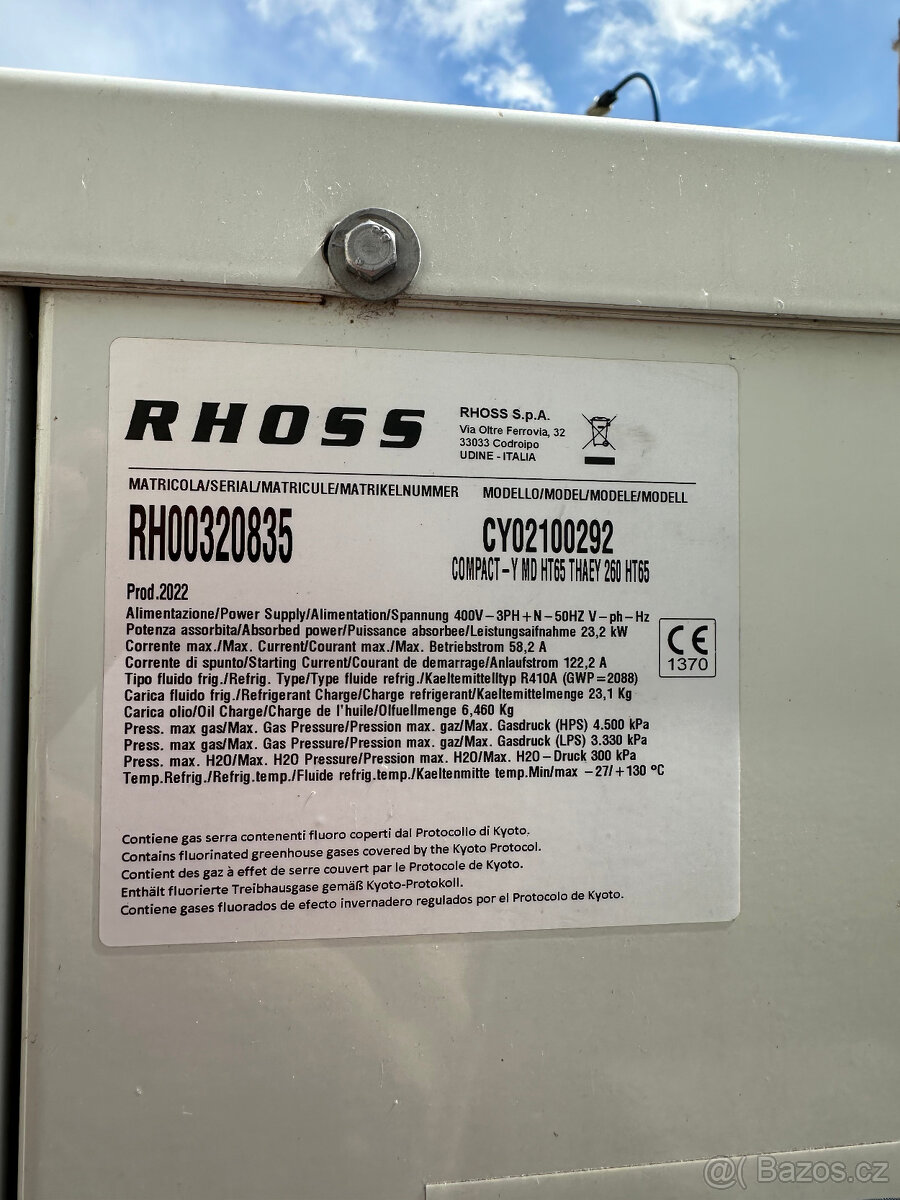 RHOSS
RHOSS S.p.A.
Via Oltre Ferrovia, 32
33033 Codroipo
UDINE - ITALIA
MATRICOLA/SERIAL/MATRICULE/MATRIKELNUMMER
MODELLO/MODEL/MODELE/MODELL
RH00320835
CY02100292
COMPACT-Y MD HT65 THAEY 260 HT65
Prod.2022
Alimentazione/Power Supply/Alimentation/Spannung 400V-3PH+N-50HZ V-ph-Hz
Potenza assorbita/Absorbed power/Puissance absorbee/Leistungsaifnahme 23,2 kW
Corrente max./Max. Current/Courant max./Max. Betriebstrom 58,2 A
Corrente di spunto/Starting Current/Courant de demarrage/Anlaufstrom 122,2 A
Tipo fluido frig./Refrig. Type/Type fluide refrig./Kaeltemittelltyp R410A (GWP=2088)
Carica fluido frig./Refrigerant Charge/Charge refrigerant/Kaeltemittelmenge 23,1 Kg
Carica olio/Oil Charge/Charge de l'huile/Olfuellmenge 6,460 Kg
Press. max gas/Max. Gas Pressure/Pression max. gaz/Max. Gasdruck (HPS) 4.500 kPa
Press. max gas/Max. Gas Pressure/Pression max. gaz/Max. Gasdruck (LPS) 3.330 kPa
Press. max. H2O/Max. H2O Pressure/Pression max. H2O/Max. H2O-Druck 300 kPa
Temp.Refrig./Refrig.temp./Fluide refrig.temp./Kaeltenmitte temp.Min/max -27/+130 °C
CE
1370
Contiene gas serra contenenti fluoro coperti dal Protocollo di Kyoto.
Contains fluorinated greenhouse gases covered by the Kyoto Protocol.
Contient des gaz à effet de serre couvert par le Protocole de Kyoto.
Enthält fluorierte Treibhausgase gemäß Kyoto-Protokoll.
Contiene gases fluorados de efecto invernadero regulados por el Protocolo de Kyoto.
@( Bazos.cz